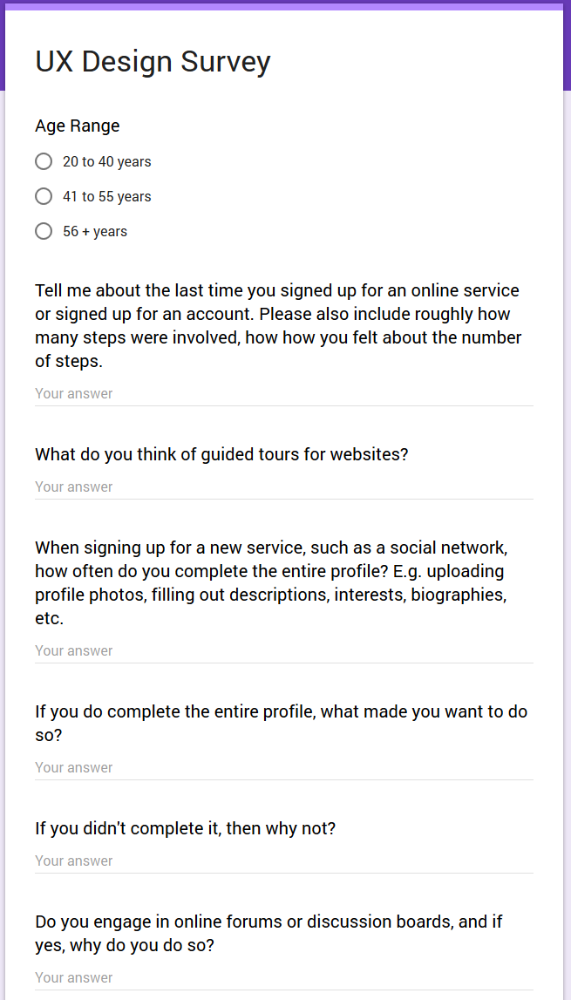 UX Design Survey
Age Range
20 to 40 years
41 to 55 years
56 + years
Tell me about the last time you signed up for an online service
or signed up for an account. Please also include roughly how
many steps were involved, how how you felt about the number
of steps.
Your answer
What do you think of guided tours for websites?
Your answer
When signing up for a new service, such as a social network,
how often do you complete the entire profile? E.g. uploading
profile photos, filling out descriptions, interests, biographies,
etc.
Your answer
If you do complete the entire profile, what made you want to do
so?
Your answer
If you didn't complete it, then why not?
Your answer
Do you engage in online forums or discussion boards, and if
yes, why do you do so?
Your answer